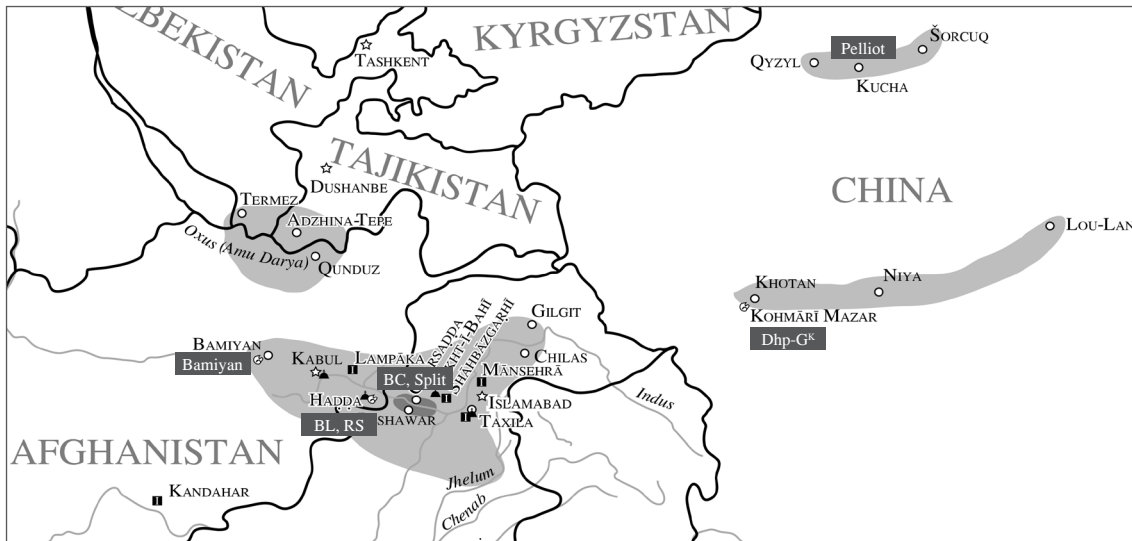 UZBEKISTAN
KYRGYZSTAN
TASHKENT
Pelliot
ŠORCUQ
QYZYL
KUCHA
TAJIKISTAN
DUSHANBE
CHINA
TERMEZ
ADZHINA-TEPE
Oxus (Amu Darya)
QUNDUZ
LOU-LAN
KHOTAN
NIYA
KOHMĀRĪ MAZAR
Dhp-Gᴷ
GILGIT
CHILAS
BAMIYAN
Bamiyan
KABUL
LAMPĀKA
BC, Split
SHAHBĀZGAṚHĪ
MĀNSEHRĀ
HAḌḌA
BL, RS
ISLAMABAD
TAXILA
Indus
AFGHANISTAN
KANDAHAR
Jhelum
Chenab